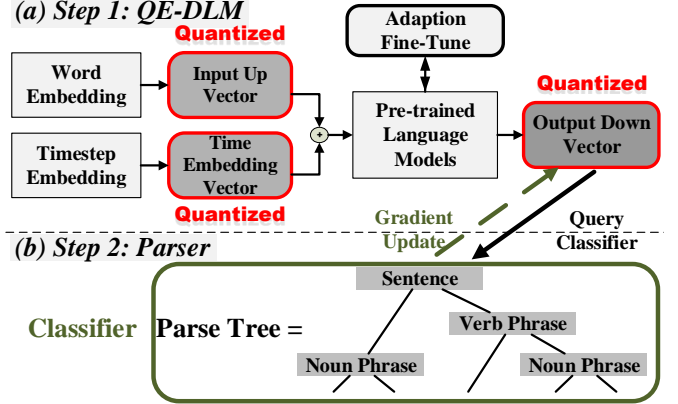 (a) Step 1: QE-DLM
Quantized
Adaption
Fine-Tune
Word
Embedding
Input Up
Vector
Quantized
Pre-trained
Language
Models
Output Down
Vector
Timestep
Embedding
Time
Embedding
Vector
+
Quantized
Gradient
Update
Query
Classifier
(b) Step 2: Parser
Sentence
Classifier
Parse Tree =
Verb Phrase
Noun Phrase
Noun Phrase